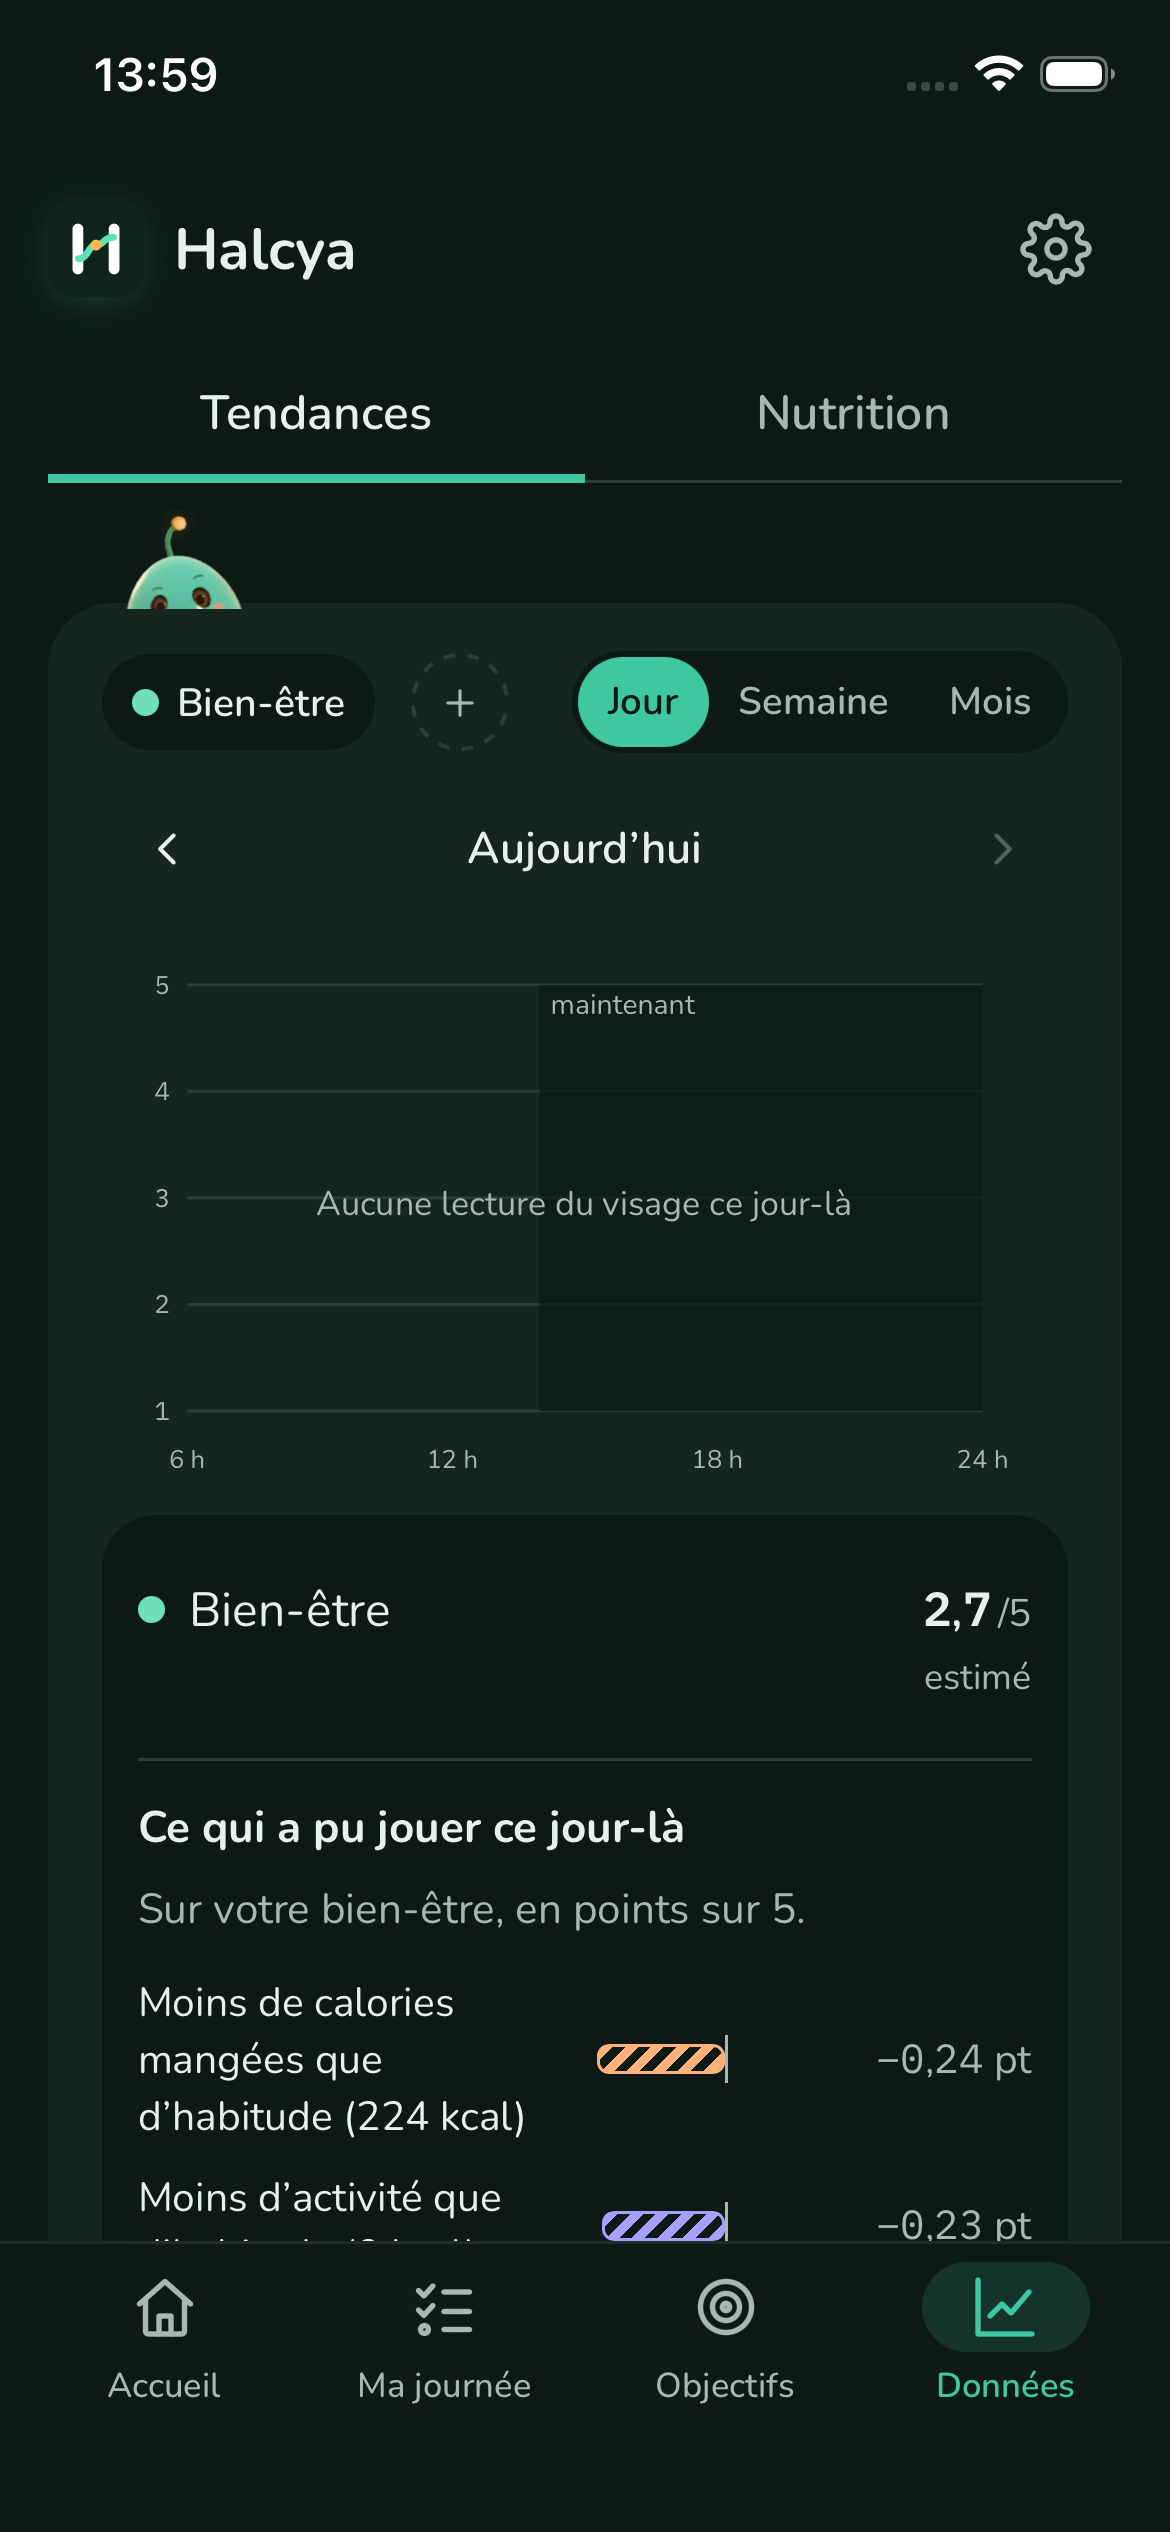 13:59
Halcya
Tendances
Nutrition
Bien-être
Jour
Semaine
Mois
Aujourd’hui
5
maintenant
4
3
Aucune lecture du visage ce jour-là
2
1
6 h
12 h
18 h
24 h
Bien-être
2,7 /5
estimé
Ce qui a pu jouer ce jour-là
Sur votre bien-être, en points sur 5.
Moins de calories
mangées que
d’habitude (224 kcal)
−0,24 pt
Moins d’activité que
−0,23 pt
Accueil
Ma journée
Objectifs
Données